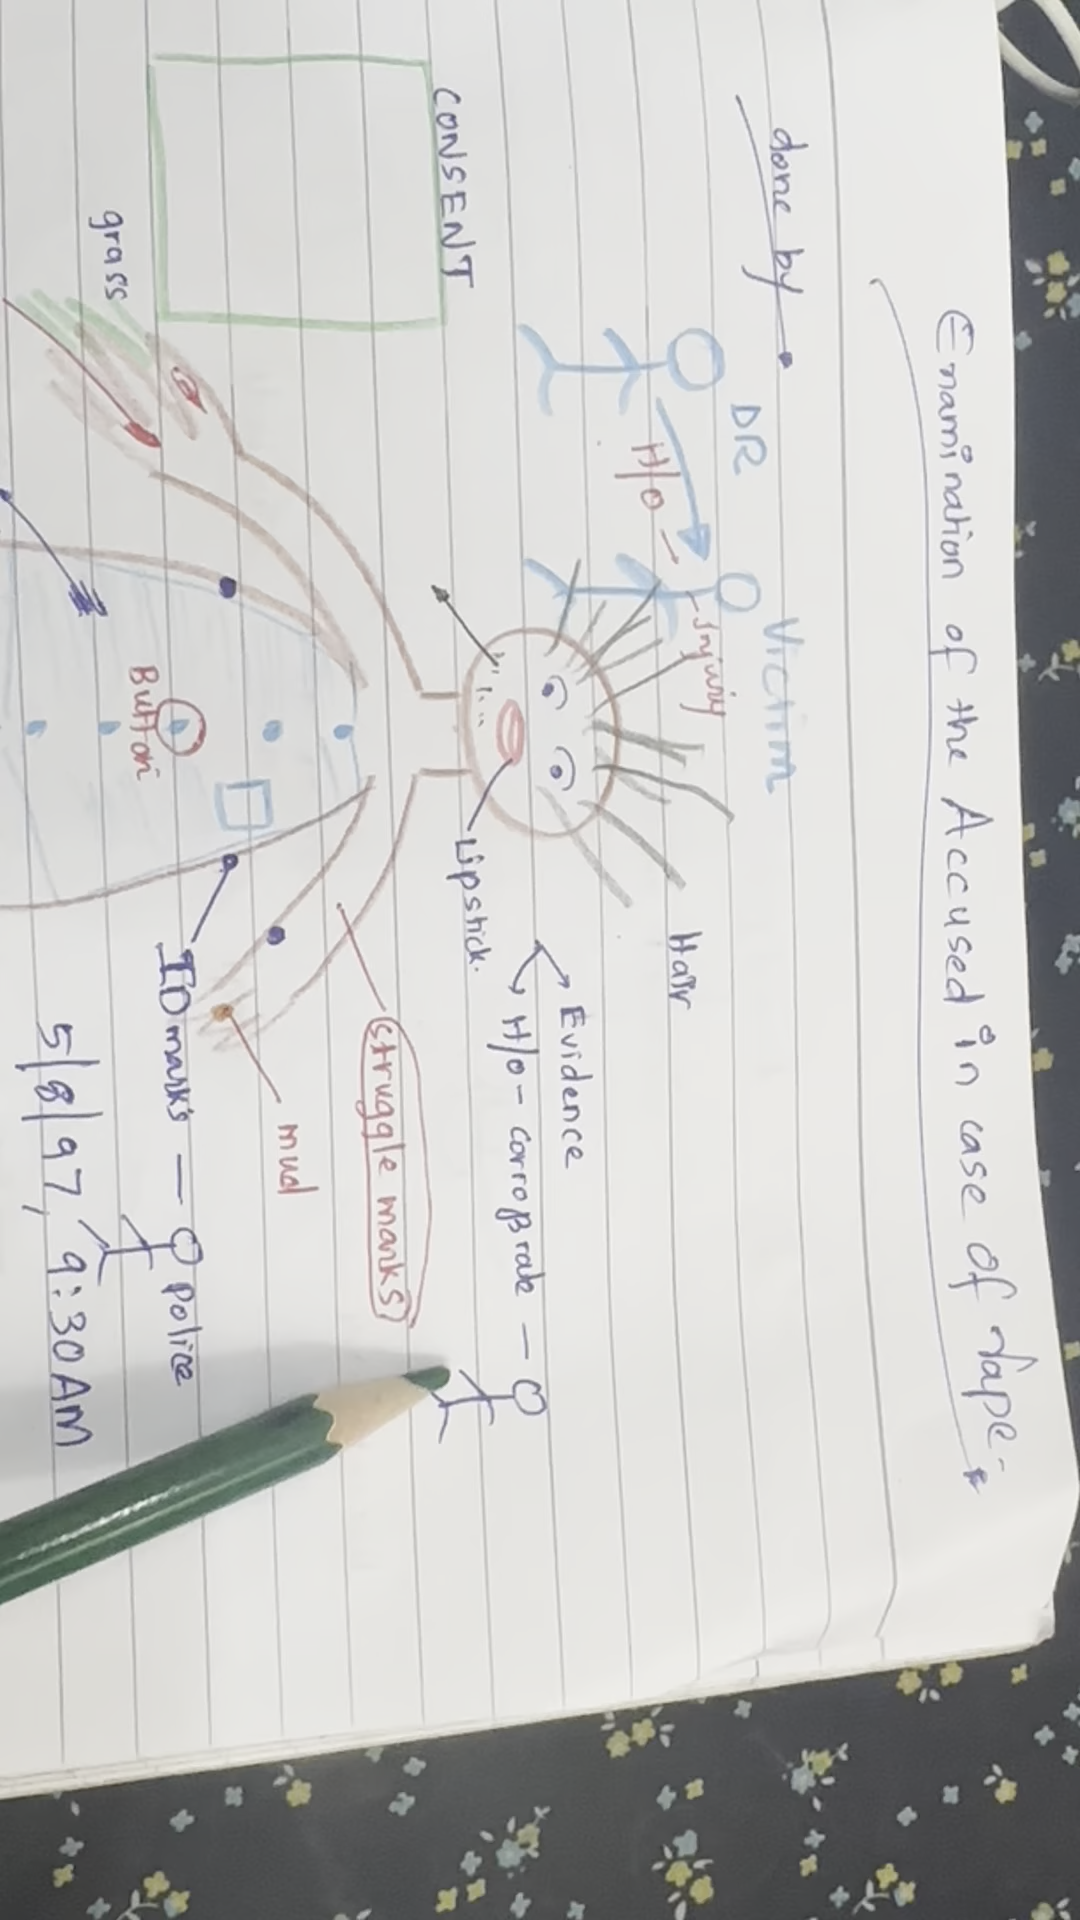 Examination of the Accused in case of rape:-
done by →
DR
Victim
H/O →
- Injury
Hair
CONSENT
Lipstick.
Evidence
H/O - corroBrate -
struggle marks
grass
mud
Button
ID marks - Police
5/8/97, 9:30 AM